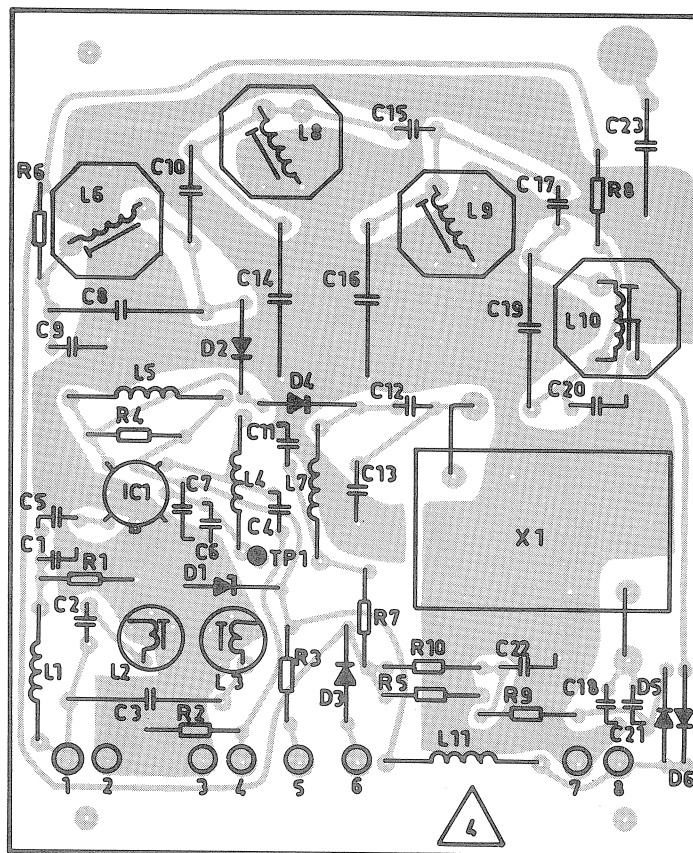 C15
L8
C23
R6
C10
L6
C17
R8
L9
C14
C16
C8
C19
L10
C9
D2
L5
D4
C12
C20
R4
C11
IC1
C7
L4
L7
C13
C5
C4
X1
C1
C6
TP1
R1
D1
C2
R7
L1
L2
L3
R3
R10
C22
D3
R5
C18
D5
C3
R2
R9
C21
L11
D6
1
2
3
4
5
6
7
8
4